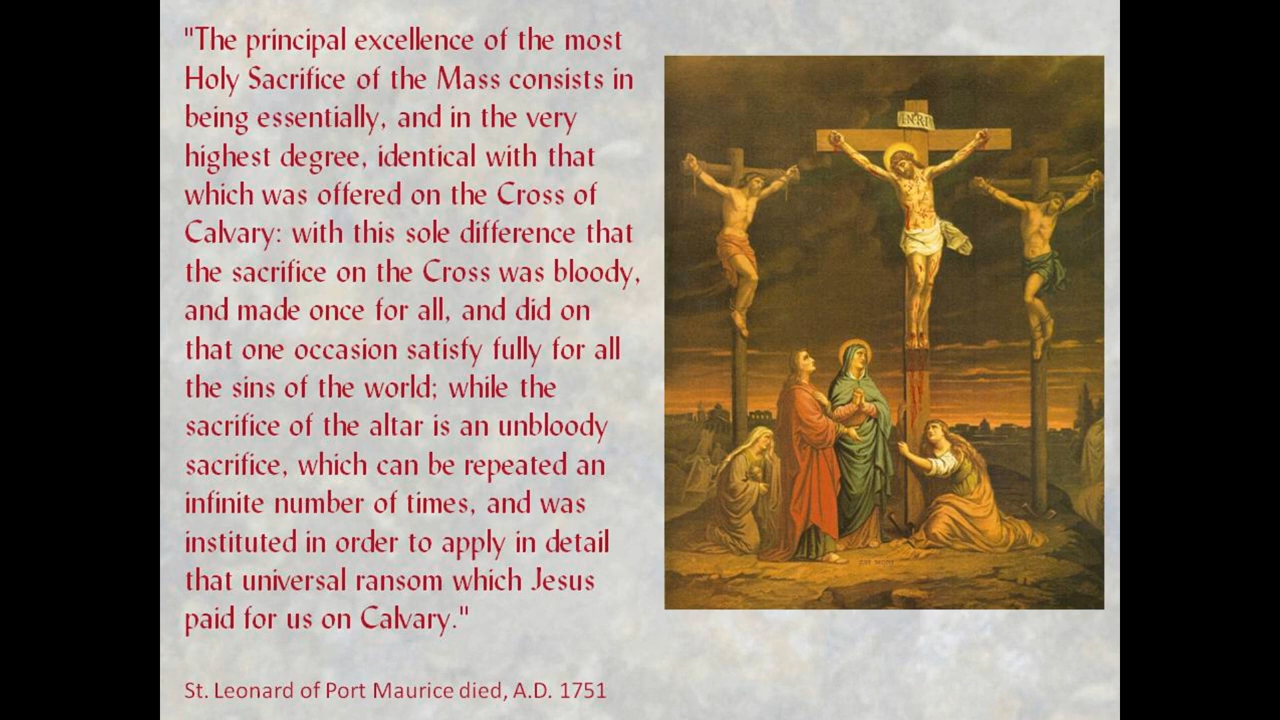 "The principal excellence of the most
Holy Sacrifice of the Mass consists in
being essentially, and in the very
highest degree, identical with that
which was offered on the Cross of
Calvary: with this sole difference that
the sacrifice on the Cross was bloody,
and made once for all, and did on
that one occasion satisfy fully for all
the sins of the world; while the
sacrifice of the altar is an unbloody
sacrifice, which can be repeated an
infinite number of times, and was
instituted in order to apply in detail
that universal ransom which Jesus
paid for us on Calvary."
St. Leonard of Port Maurice died, A.D. 1751
I.N.R.I